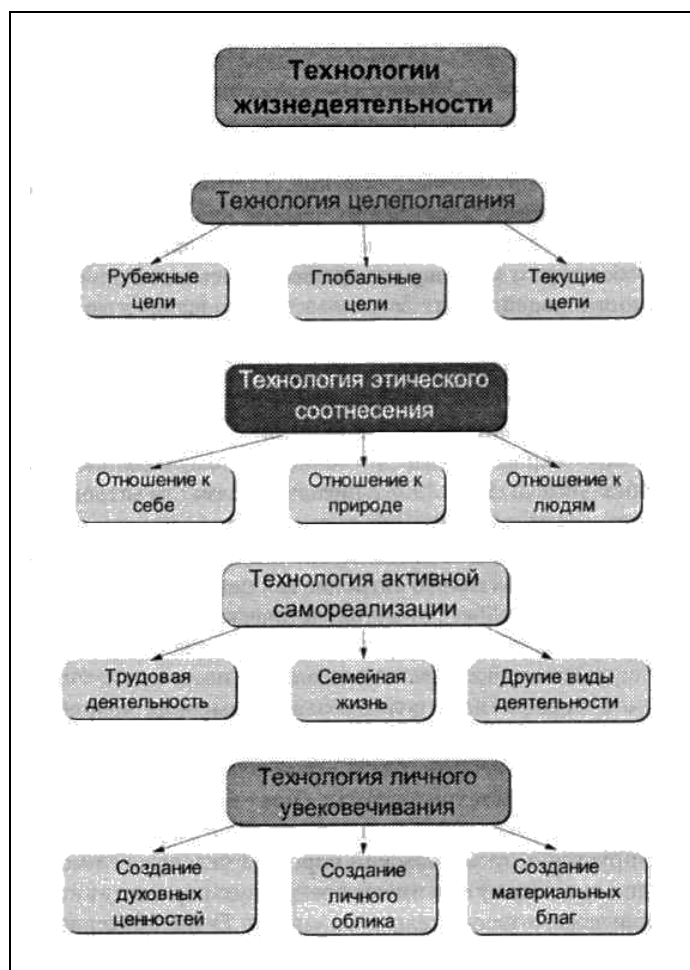 Технологии
жизнедеятельности
Технология целеполагания
Рубежные
цели
Глобальные
цели
Текущие
цели
Технология этического
соотнесения
Отношение к
себе
Отношение к
природе
Отношение к
людям
Технология активной
самореализации
Трудовая
деятельность
Семейная
жизнь
Другие виды
деятельности
Технология личного
увековечивания
Создание
духовных
ценностей
Создание
личного
облика
Создание
материальных
благ